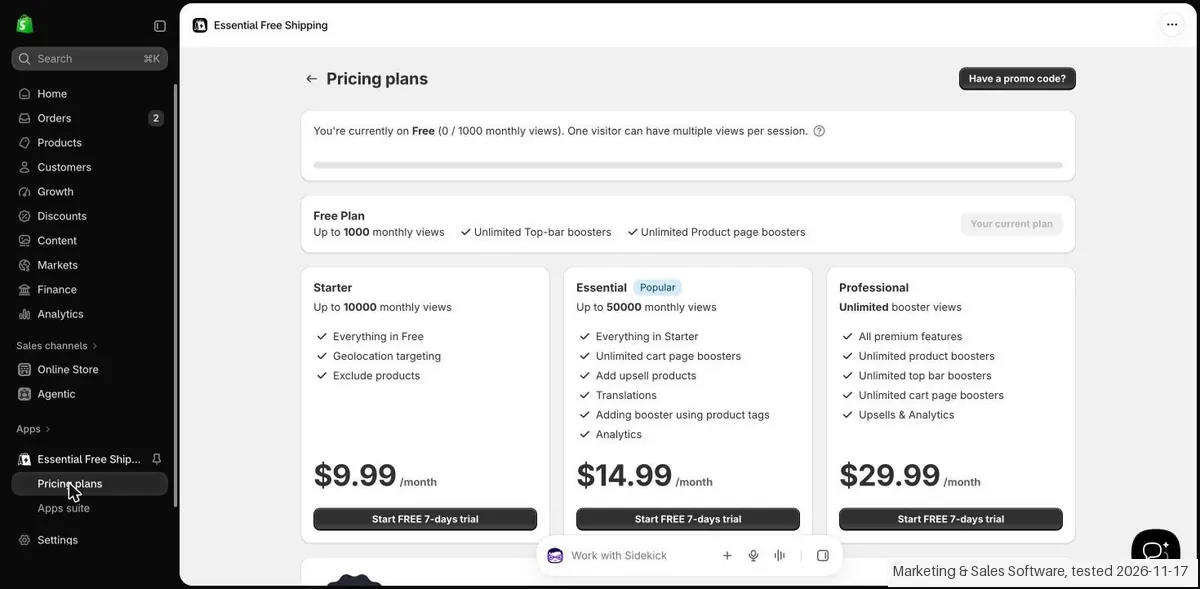 Essential Free Shipping
Search ⌘K
Home
Orders 2
Products
Customers
Growth
Discounts
Content
Markets
Finance
Analytics
Sales channels
Online Store
Agentic
Apps
Essential Free Ship...
Pricing plans
Apps suite
Settings
Pricing plans
Have a promo code?
You're currently on Free (0 / 1000 monthly views). One visitor can have multiple views per session.
Free Plan
Up to 1000 monthly views Unlimited Top-bar boosters Unlimited Product page boosters
Your current plan
Starter
Up to 10000 monthly views
Everything in Free
Geolocation targeting
Exclude products
$9.99 /month
Start FREE 7-days trial
Essential Popular
Up to 50000 monthly views
Everything in Starter
Unlimited cart page boosters
Add upsell products
Translations
Adding booster using product tags
Analytics
$14.99 /month
Start FREE 7-days trial
Professional
Unlimited booster views
All premium features
Unlimited product boosters
Unlimited top bar boosters
Unlimited cart page boosters
Upsells & Analytics
$29.99 /month
Start FREE 7-days trial
Work with Sidekick
Marketing & Sales Software, tested 2026-11-17